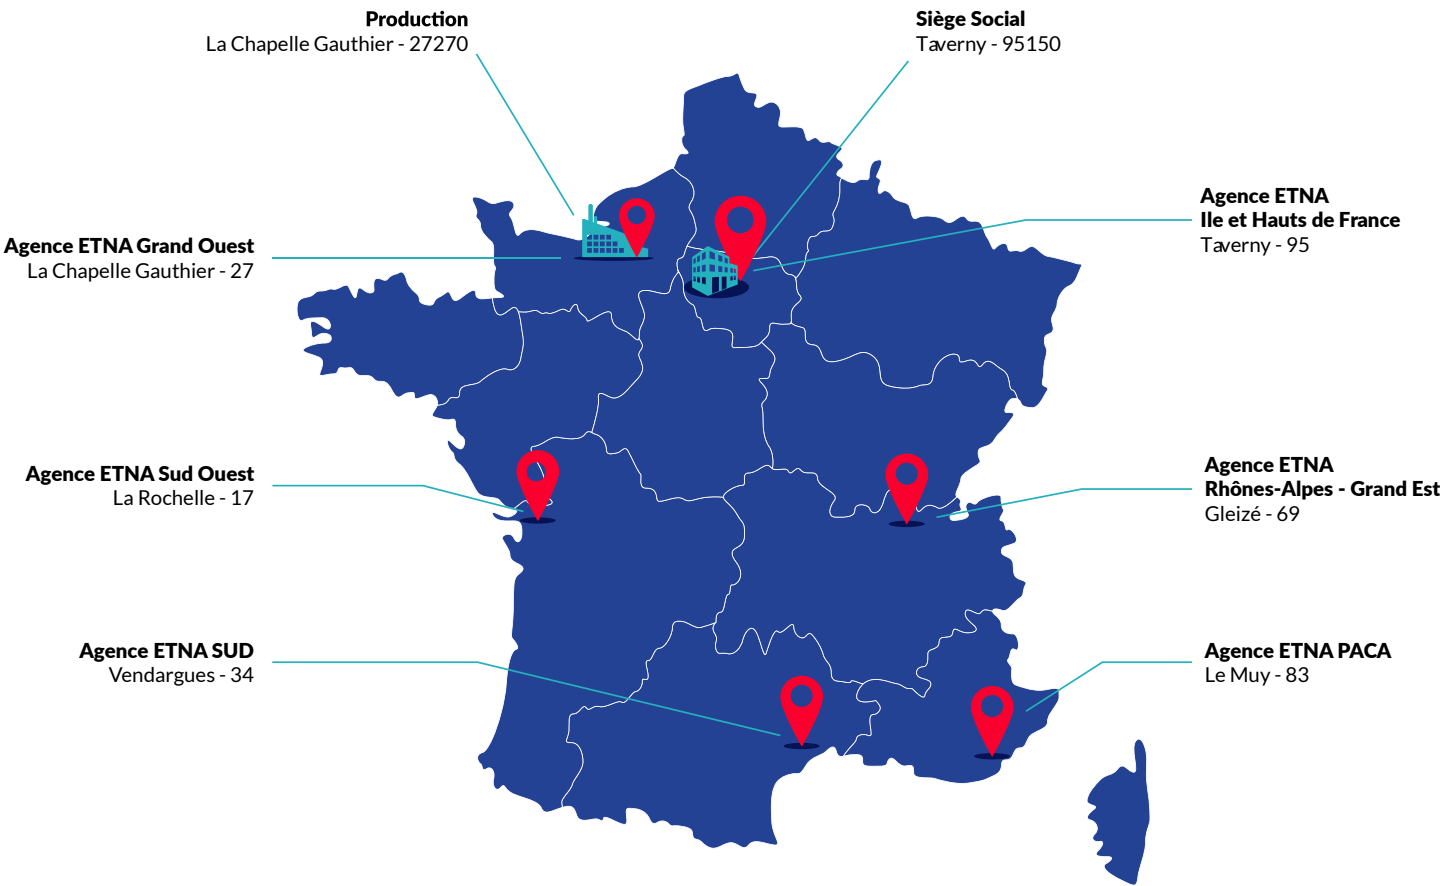 Production
La Chapelle Gauthier - 27270
Siège Social
Taverny - 95150
Agence ETNA
Ile et Hauts de France
Taverny - 95
Agence ETNA Grand Ouest
La Chapelle Gauthier - 27
Agence ETNA Sud Ouest
La Rochelle - 17
Agence ETNA
Rhônes-Alpes - Grand Est
Gleizé - 69
Agence ETNA SUD
Vendargues - 34
Agence ETNA PACA
Le Muy - 83